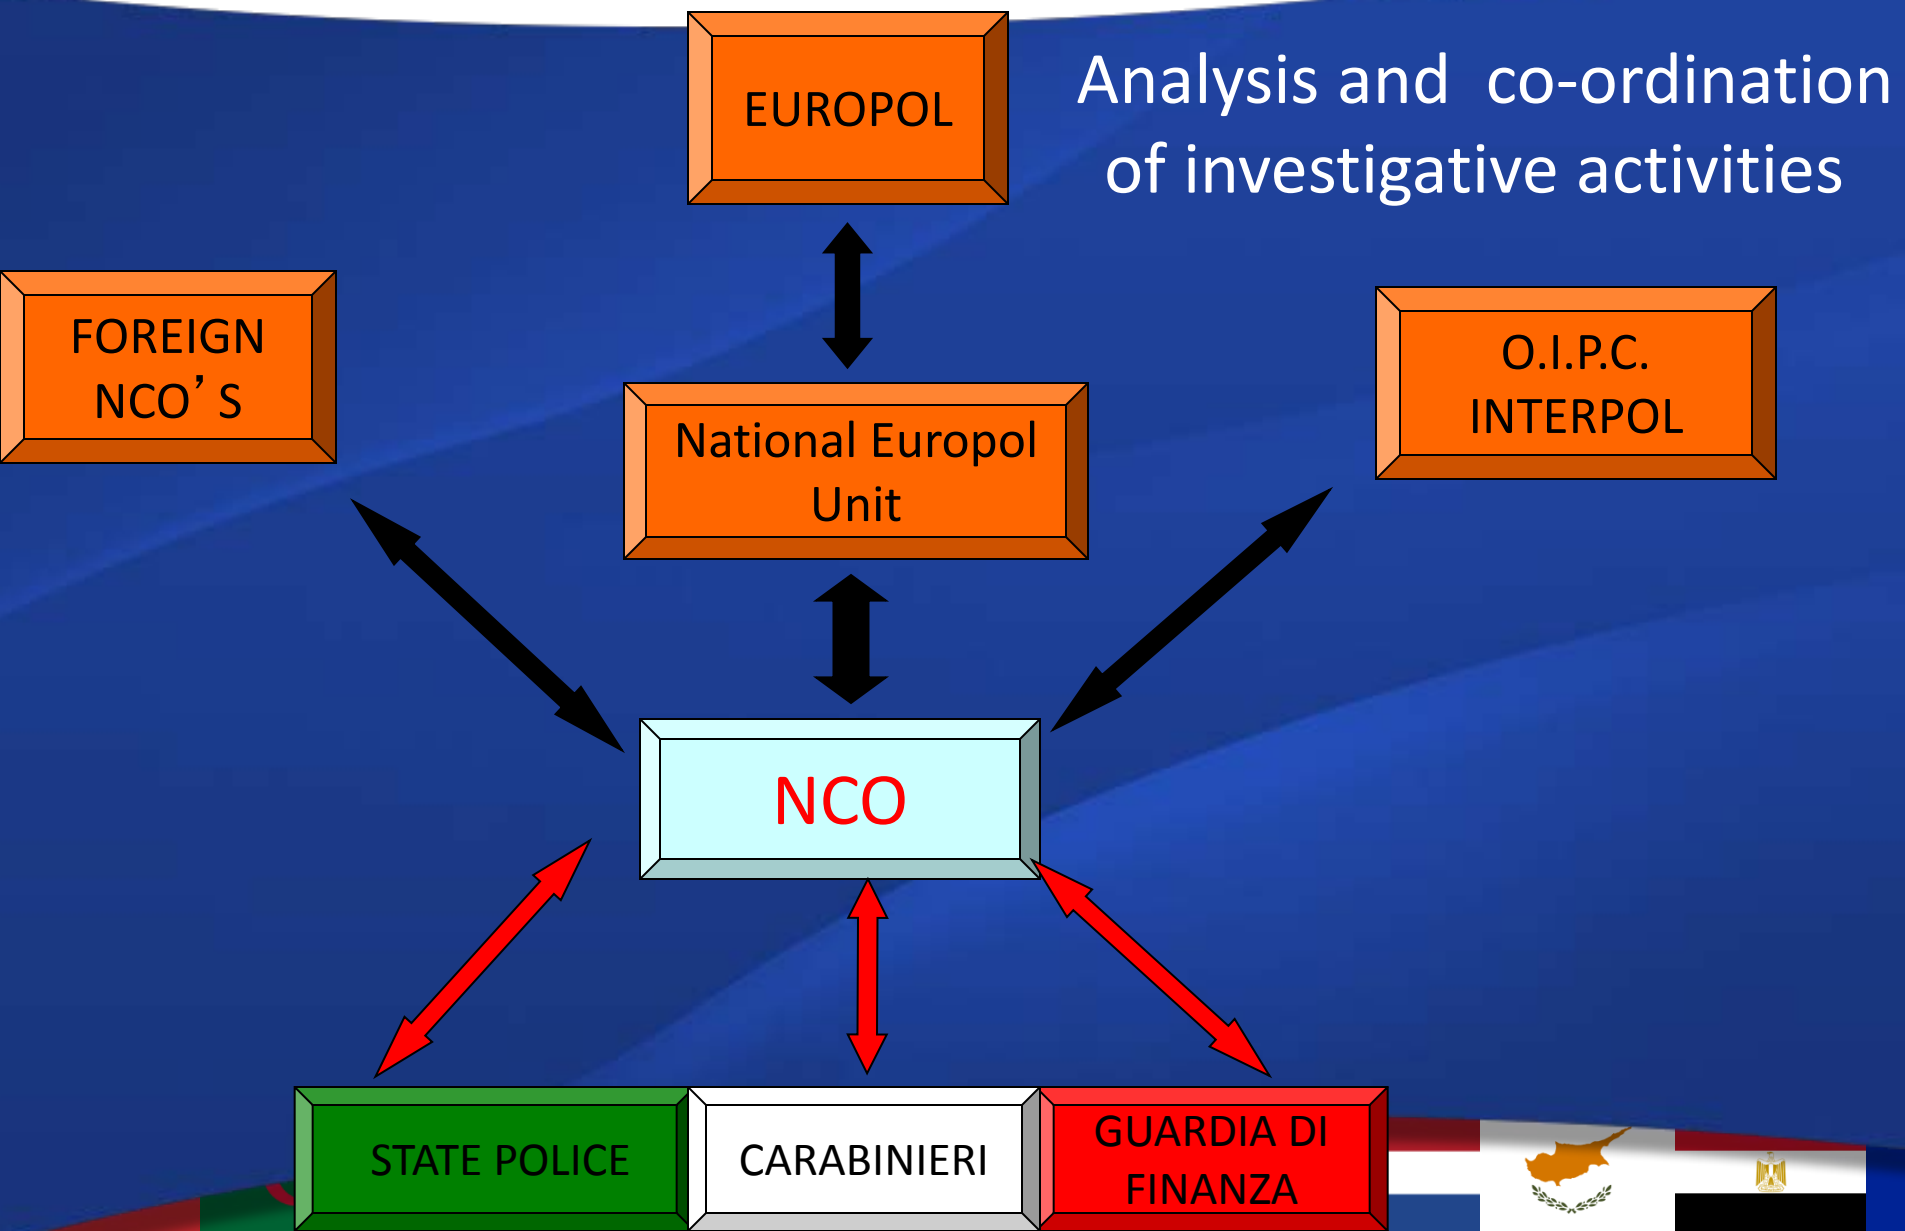 EUROPOL
Analysis and  co-ordination
of investigative activities
FOREIGN
NCO’ S
National Europol
Unit
O.I.P.C.
INTERPOL
NCO
STATE POLICE
CARABINIERI
GUARDIA DI
FINANZA